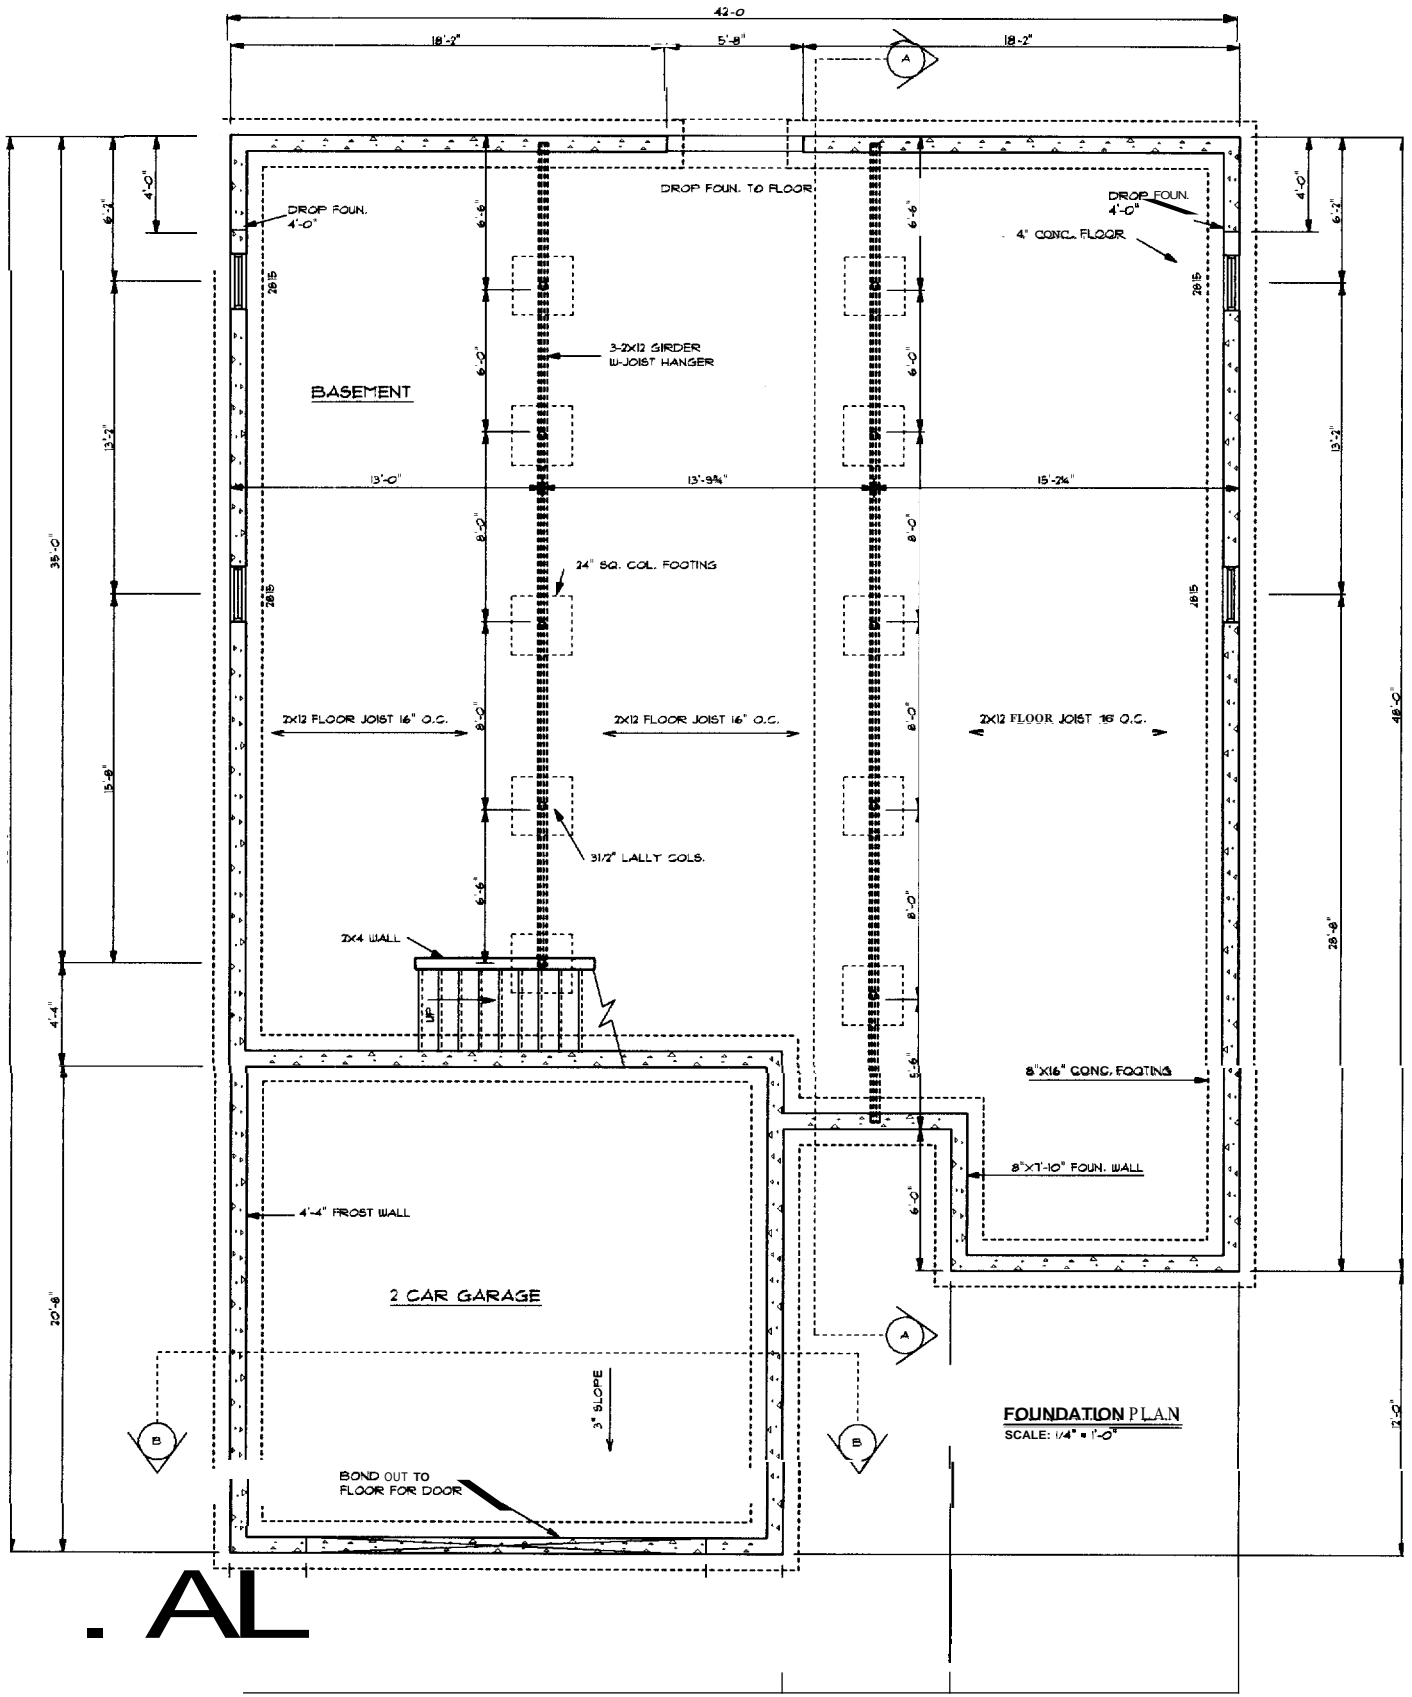 42-0
18'-2"
5'-8"
18-2"
A
4'-0"
6'-2"
DROP FOUN.
4'-0"
2815
6'-6"
DROP FOUN. TO FLOOR
6'-6"
DROP FOUN.
4'-0"
4" CONC. FLOOR
2815
4'-0"
6'-2"
BASEMENT
6'-0"
3-2X12 GIRDER
W-JOIST HANGER
6'-0"
13'-2"
13'-2"
13'-0"
13'-9¾"
15'-2¼"
35'-0"
8'-0"
24" SQ. COL. FOOTING
8'-0"
2815
2815
2X12 FLOOR JOIST 16" O.C.
8'-0"
2X12 FLOOR JOIST 16" O.C.
8'-0"
2X12 FLOOR JOIST 16" O.C.
48'-0"
15'-8"
31/2" LALLY COLS.
6'-6"
8'-0"
28'-8"
2X4 WALL
UP
4'-4"
5'-6"
8"X16" CONC. FOOTING
8"X7'-10" FOUN. WALL
6'-0"
4'-4" FROST WALL
20'-8"
2 CAR GARAGE
A
3" SLOPE
B
B
FOUNDATION PLAN
SCALE: 1/4" = 1'-0"
12'-0"
BOND OUT TO
FLOOR FOR DOOR
. AL